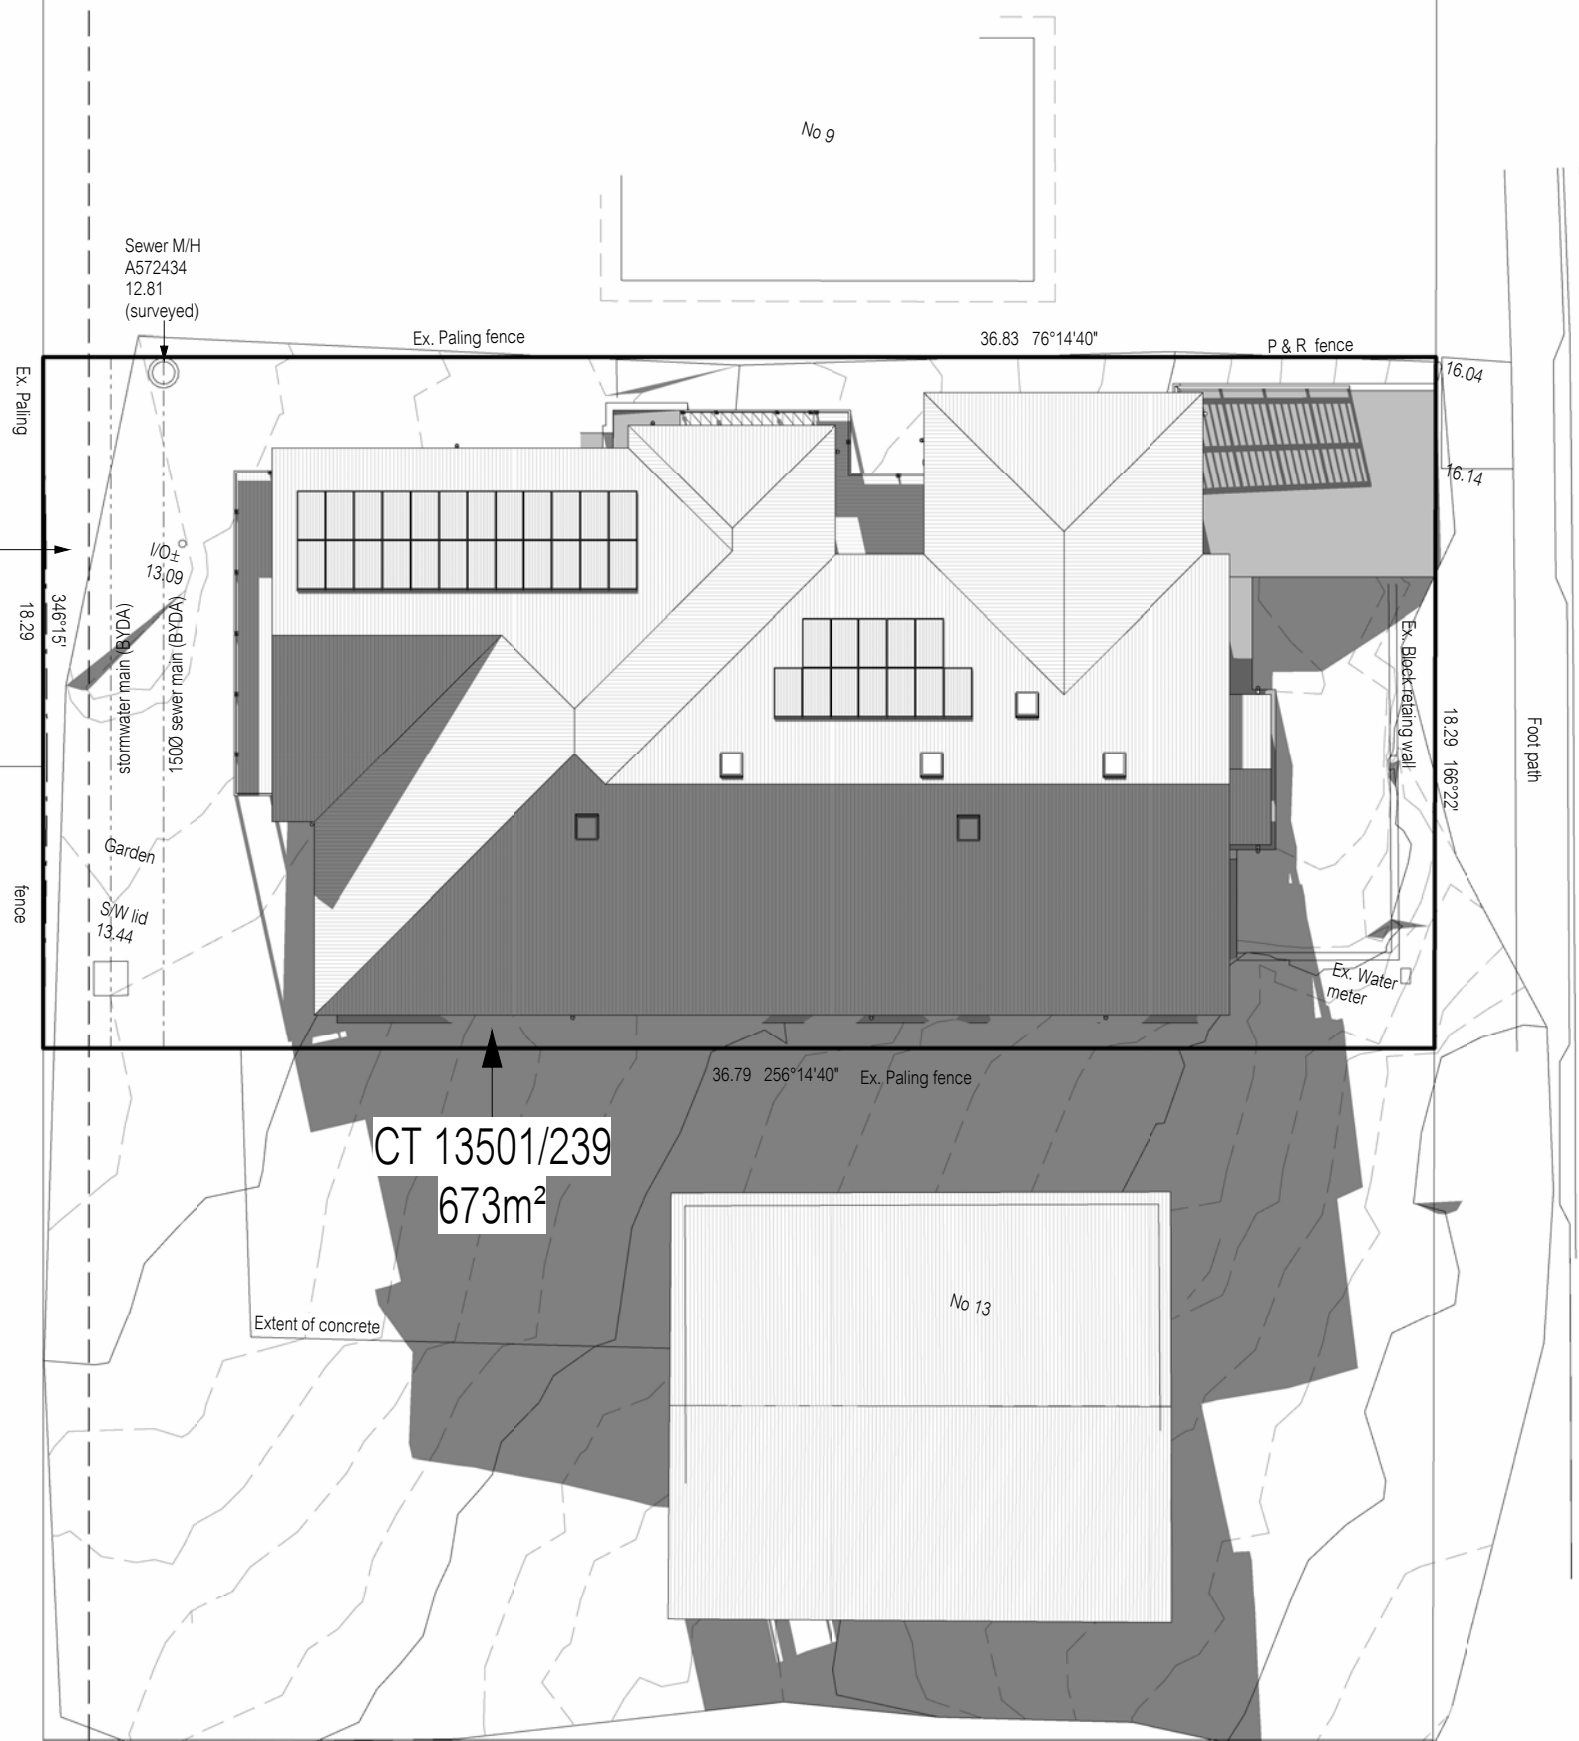 No 9
Sewer M/H
A572434
12.81
(surveyed)
Ex. Paling fence
36.83 76°14'40"
P & R fence
16.04
16.14
Ex. Paling
fence
18.29
346°15'
I/O±
13.09
stormwater main (BYDA)
150Ø sewer main (BYDA)
Garden
S/W lid
13.44
Ex. Block retaing wall
18.29 166°22'
Foot path
Ex. Water
meter
36.79 256°14'40"
Ex. Paling fence
CT 13501/239
673m²
Extent of concrete
No 13